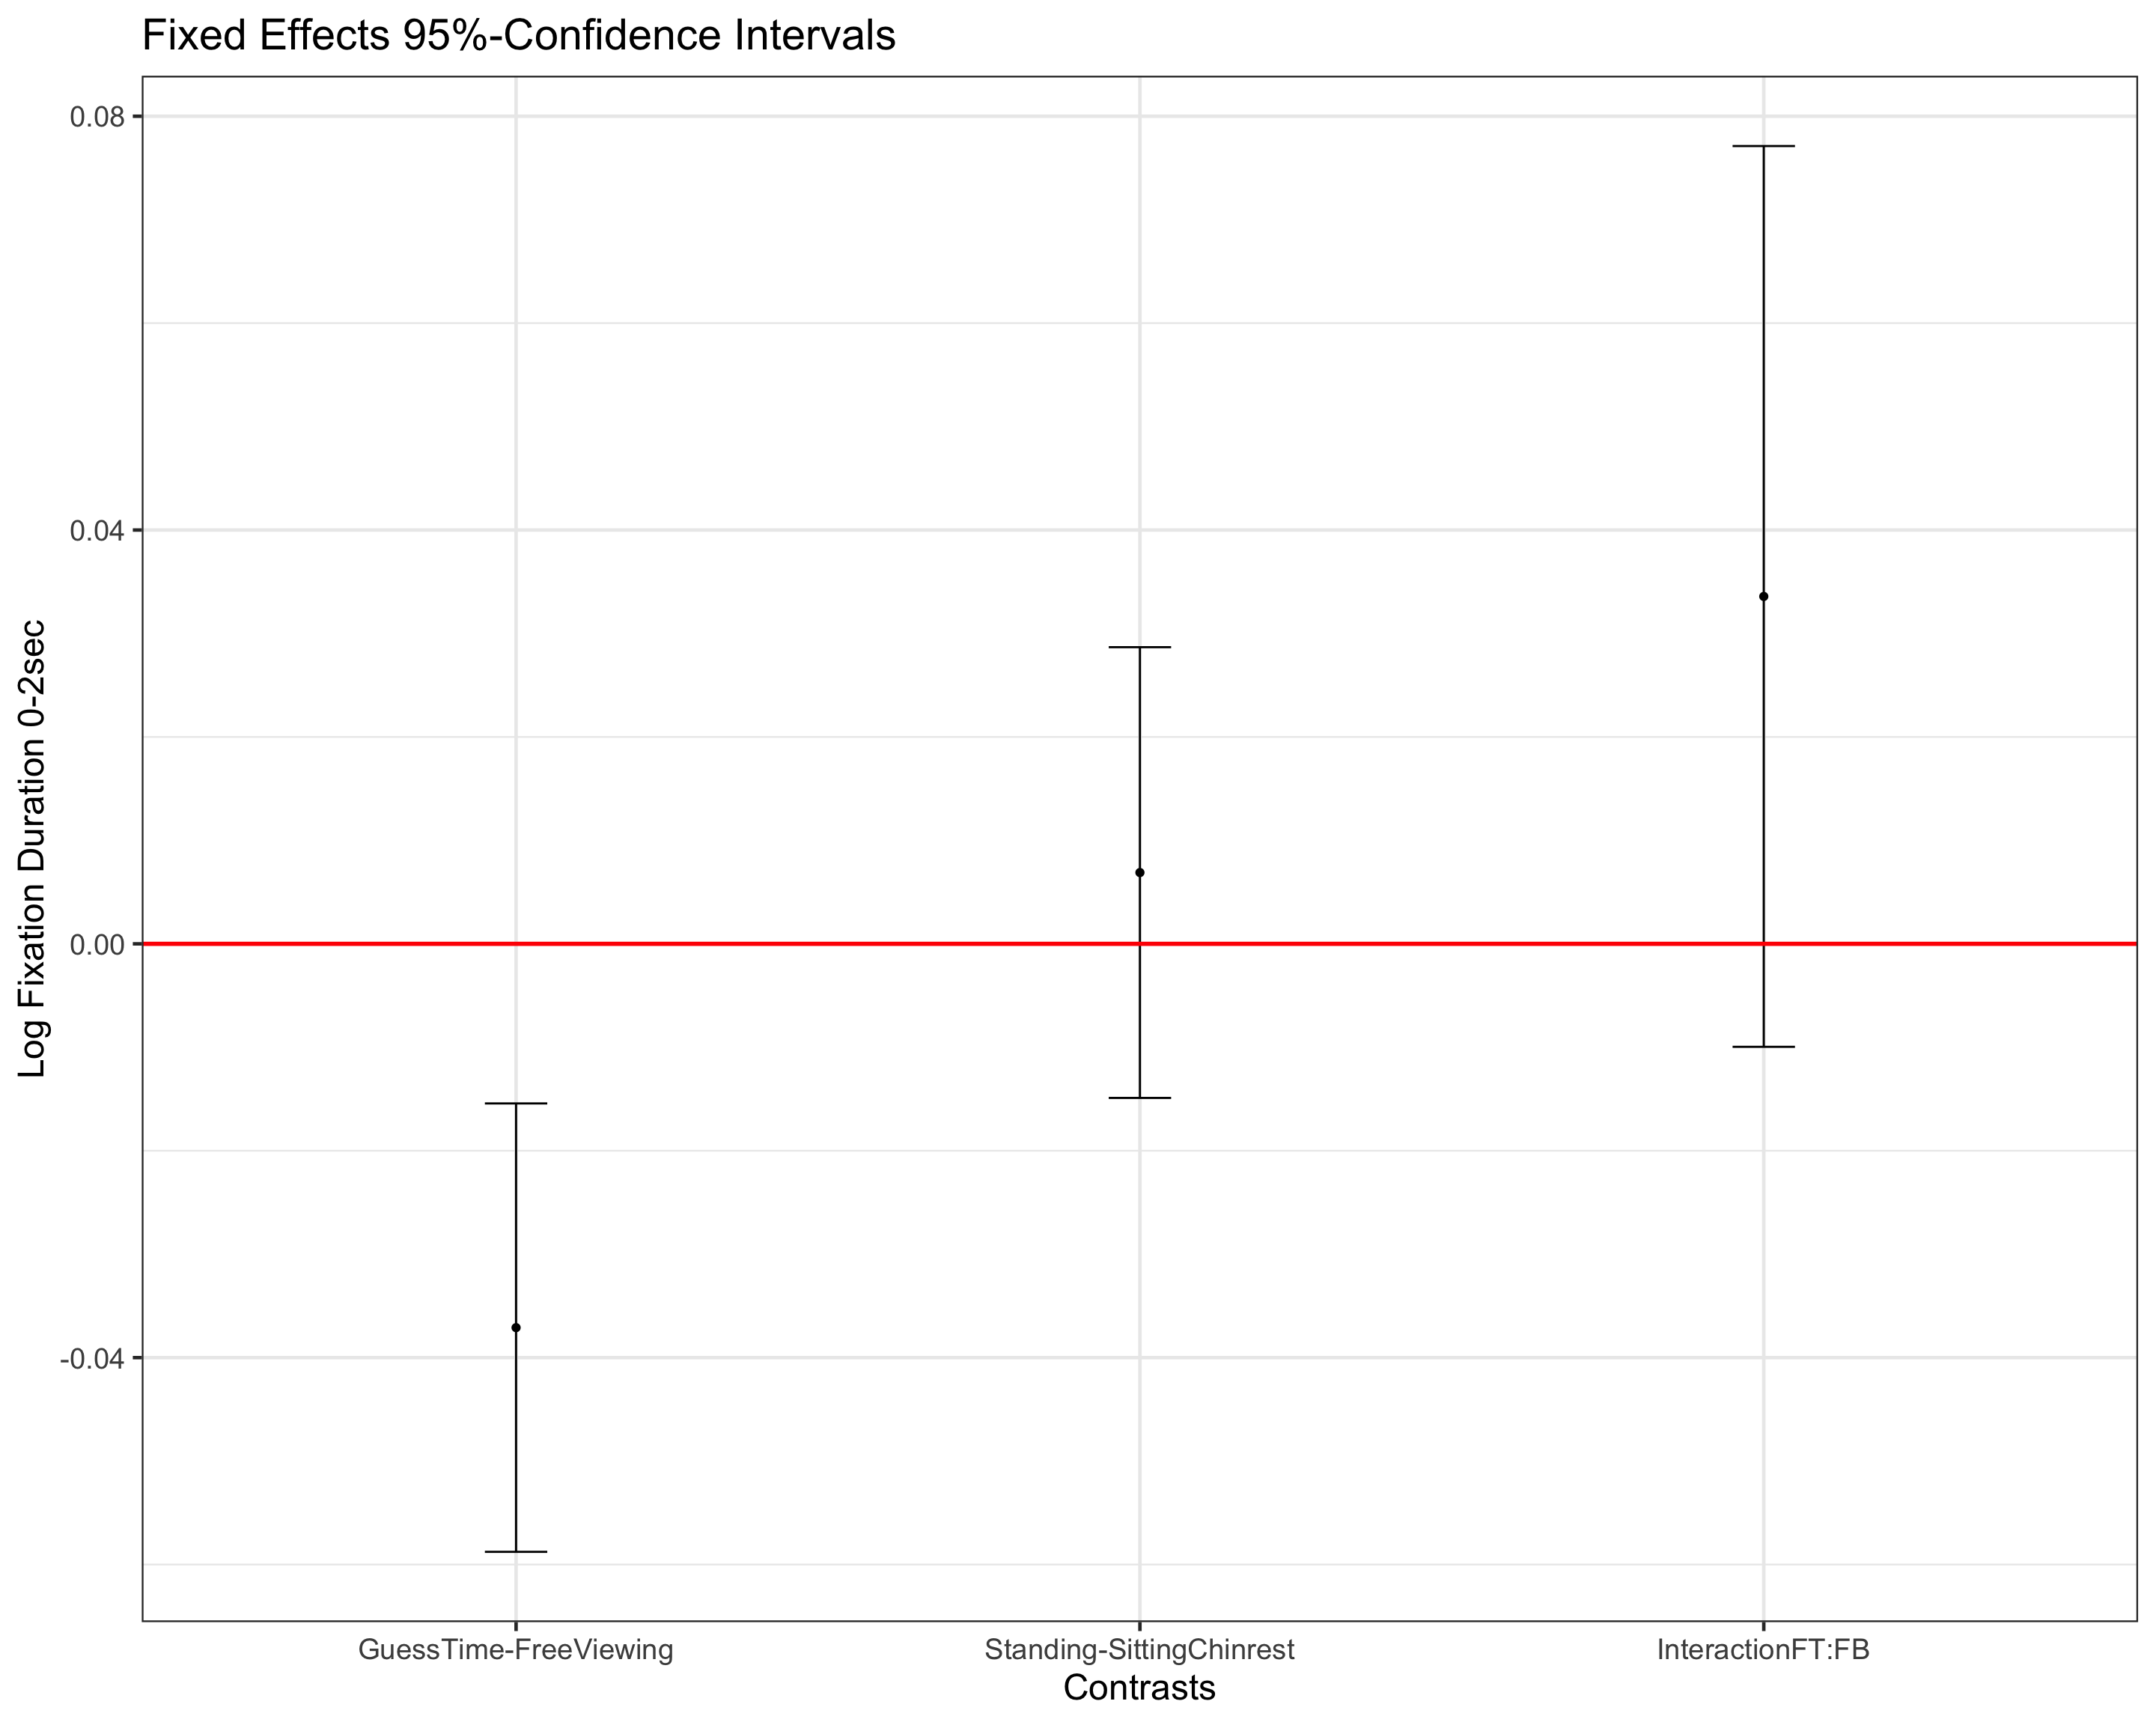 Fixed Effects 95%-Confidence Intervals
Log Fixation Duration 0-2sec
0.08
0.04
0.00
-0.04
GuessTime-FreeViewing
Standing-SittingChinrest
InteractionFT:FB
Contrasts